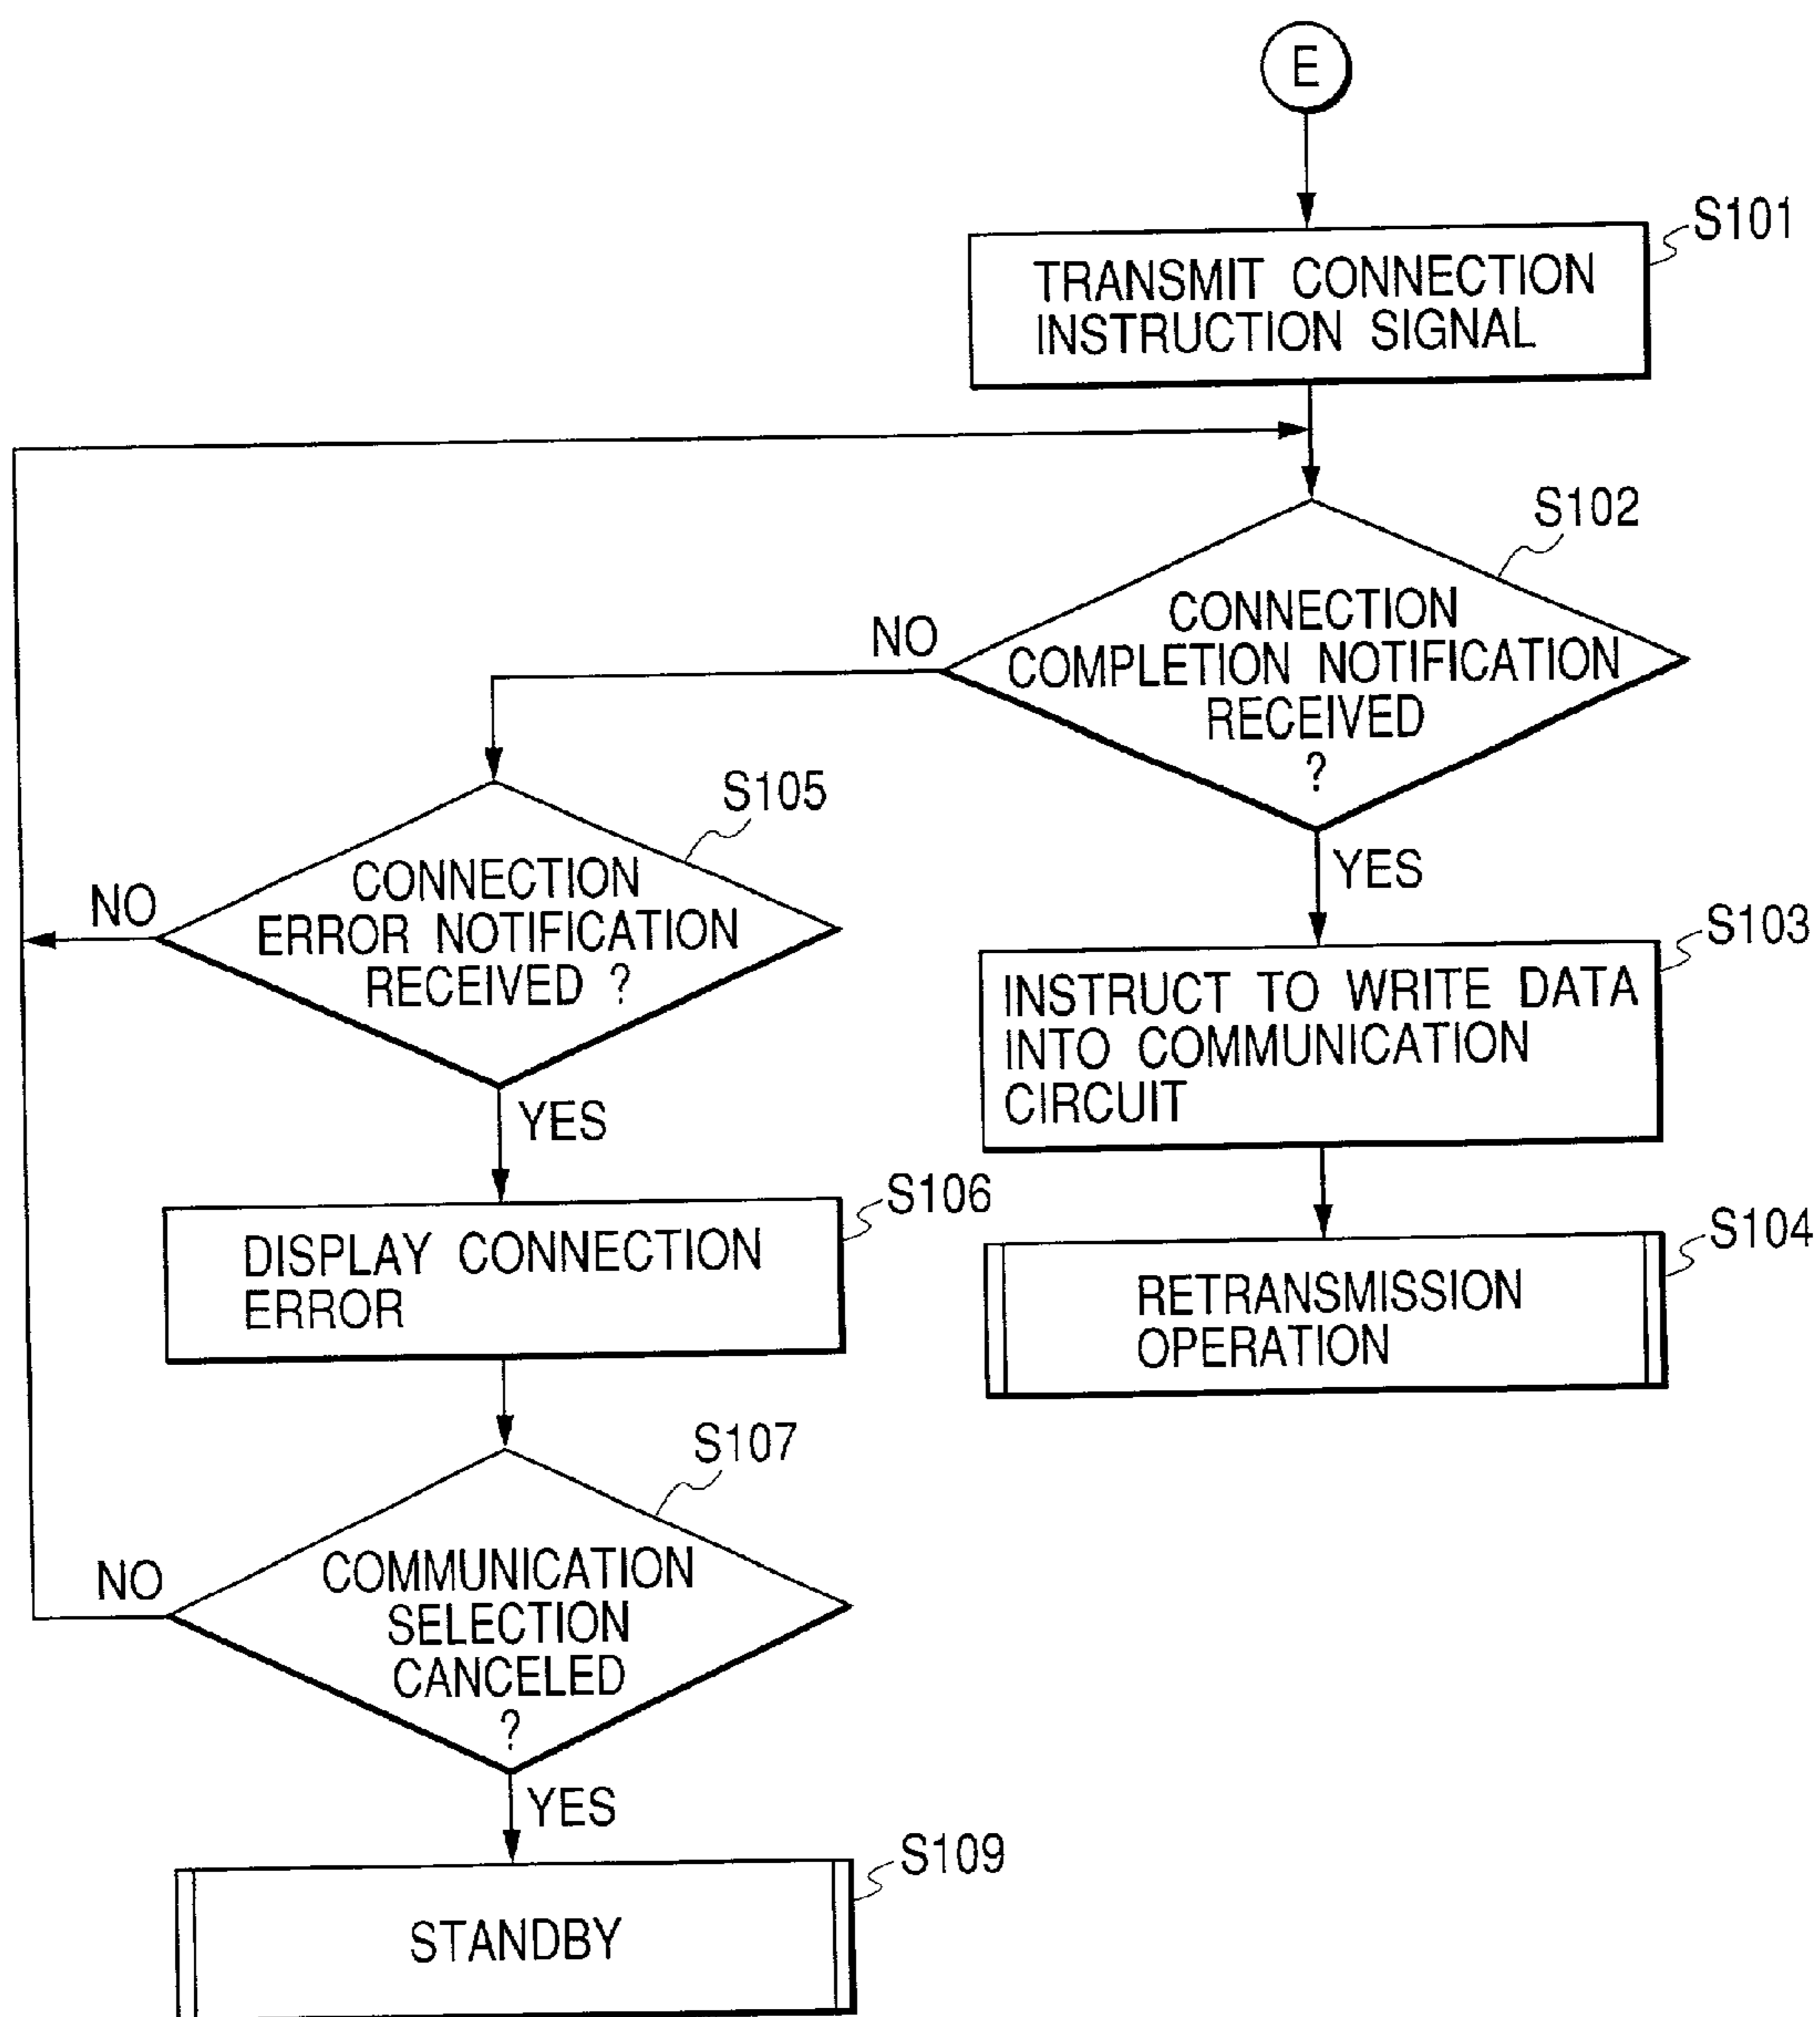 E
S101
TRANSMIT CONNECTION
INSTRUCTION SIGNAL
S102
CONNECTION
COMPLETION NOTIFICATION
RECEIVED
?
NO
YES
S105
CONNECTION
ERROR NOTIFICATION
RECEIVED ?
NO
YES
S103
INSTRUCT TO WRITE DATA
INTO COMMUNICATION
CIRCUIT
S106
DISPLAY CONNECTION
ERROR
S104
RETRANSMISSION
OPERATION
S107
COMMUNICATION
SELECTION
CANCELED
?
NO
YES
S109
STANDBY